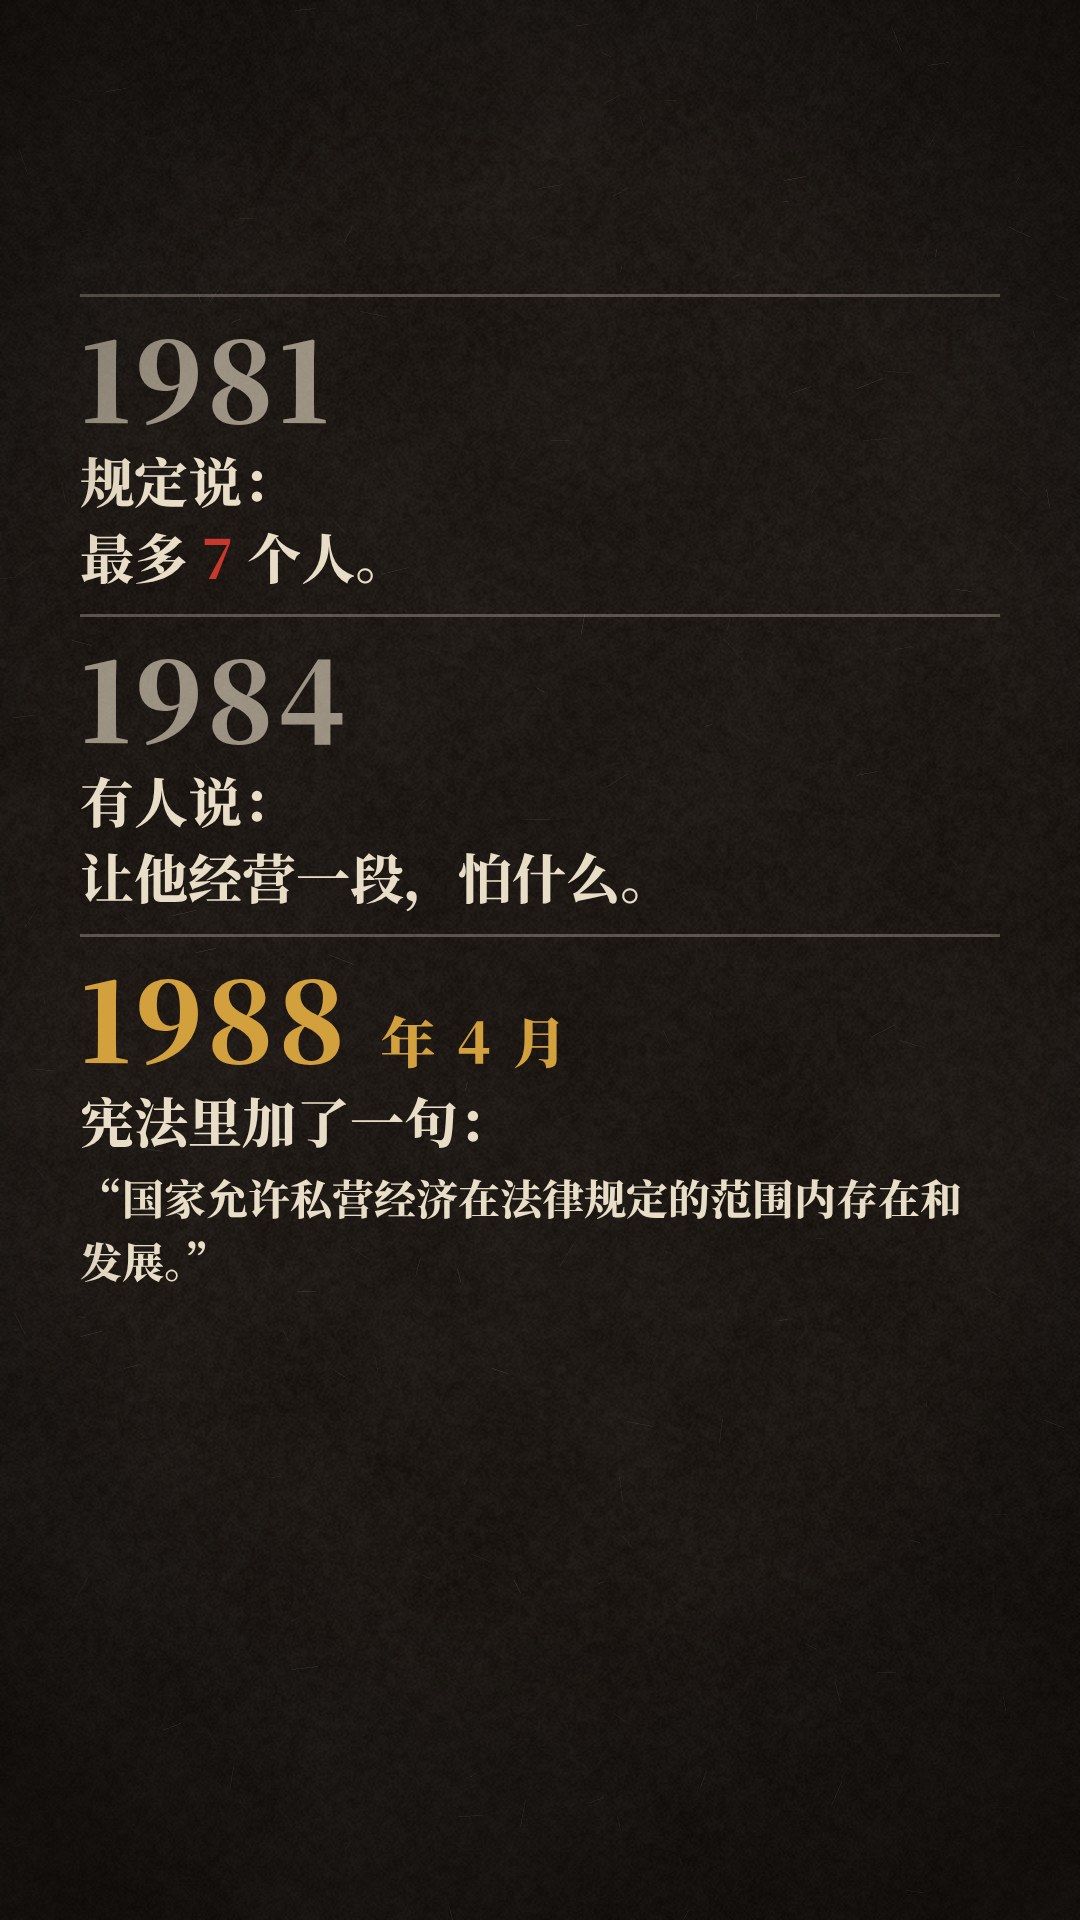 1981
规定说：
最多 7 个人。
1984
有人说：
让他经营一段，怕什么。
1988 年 4 月
宪法里加了一句：
“国家允许私营经济在法律规定的范围内存在和
发展。”